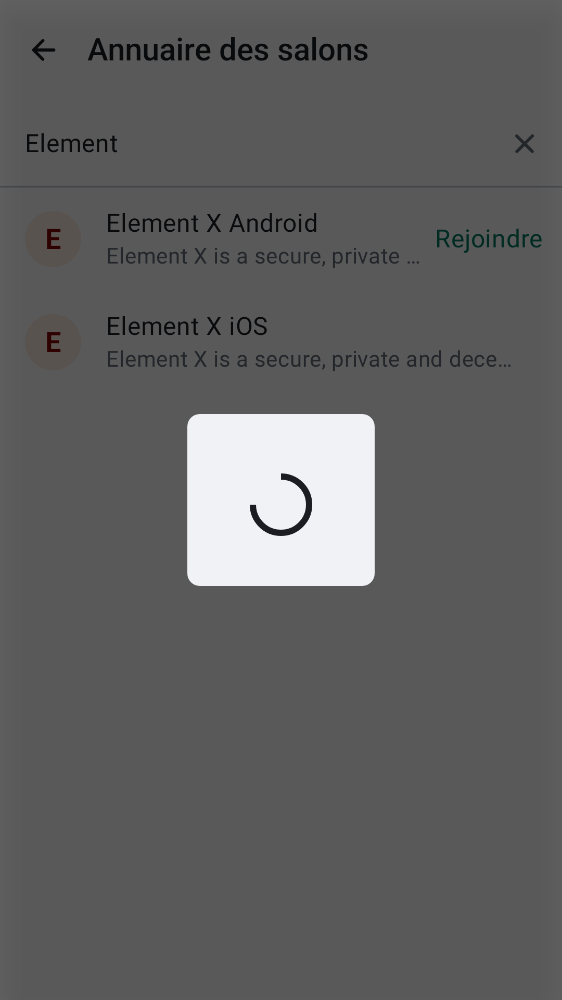 Annuaire des salons
Element
E
Element X Android
Element X is a secure, private …
Rejoindre
E
Element X iOS
Element X is a secure, private and dece…